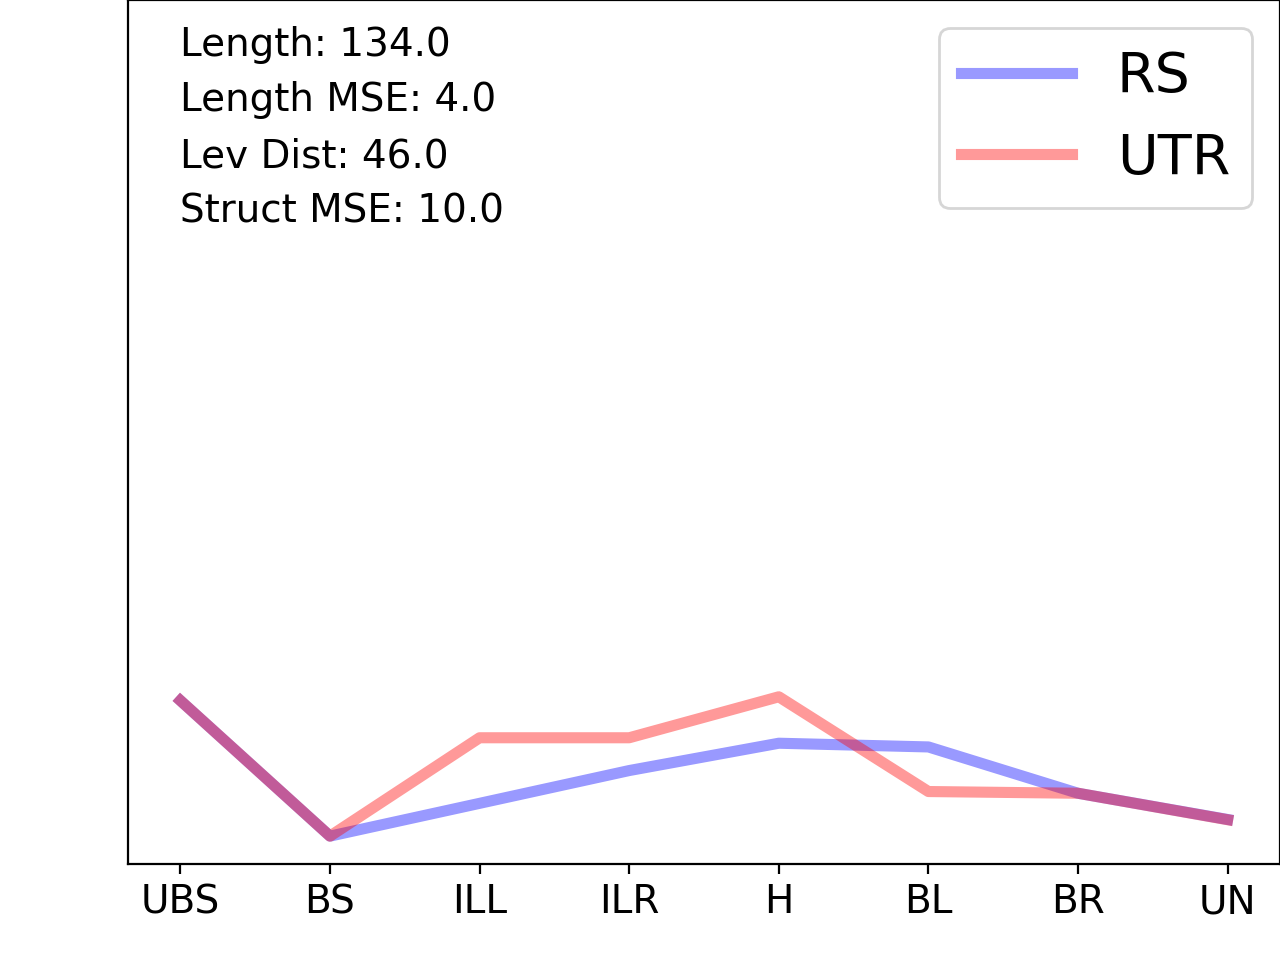 Length: 134.0
Length MSE: 4.0
Lev Dist: 46.0
Struct MSE: 10.0
RS
UTR
UBS BS ILL ILR H BL BR UN